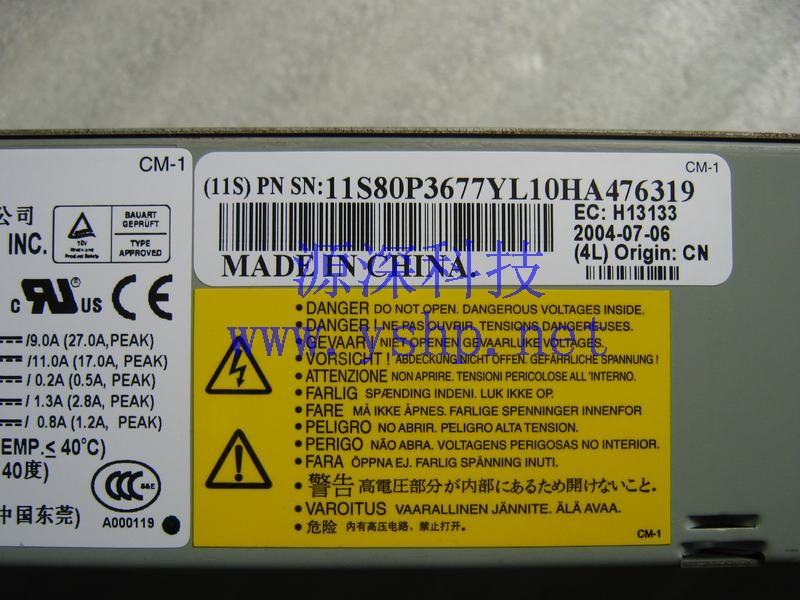 CM-1
公司
INC.
TÜV
BAUART
GEPRÜFT
TYPE
APPROVED
c RU US CE
/9.0A (27.0A,PEAK)
/11.0A (17.0A, PEAK)
/ 0.2A (0.5A, PEAK)
/ 1.3A (2.8A, PEAK)
/ 0.8A (1.2A, PEAK)
EMP.≤ 40°C)
40度)
CCC S&E
中国东莞)
A000119
CM-1
(11S) PN SN:11S80P3677YL10HA476319
EC: H13133
2004-07-06
(4L) Origin: CN
MADE IN CHINA.
源深科技
www.yshp.net
• DANGER DO NOT OPEN. DANGEROUS VOLTAGES INSIDE.
• DANGER ! NE PAS OUVRIR. TENSIONS DANGEREUSES.
• GEVAAR ! NIET OPENEN GEVAARLIJKE VOLTAGES.
• VORSICHT ! ABDECKUNG NICHT OFFEN. GEFÄHRLICHE SPANNUNG !
• ATTENZIONE NON APRIRE. TENSIONI PERICOLOSE ALL 'INTERNO.
• FARLIG SPÆNDING INDENI. LUK IKKE OP.
• FARE MÅ IKKE ÅPNES. FARLIGE SPENNINGER INNENFOR
• PELIGRO NO ABRIR. PELIGRO ALTA TENSION.
• PERIGO NÃO ABRA. VOLTAGENS PERIGOSAS NO INTERIOR.
• FARA ÖPPNA EJ. FARLIG SPÄNNING INUTI.
• 警告 高電圧部分が内部にあるため開けないこと.
• VAROITUS VAARALLINEN JÄNNITE. ÄLÄ AVAA.
• 危险 内有高压电路，禁止打开。
CM-1